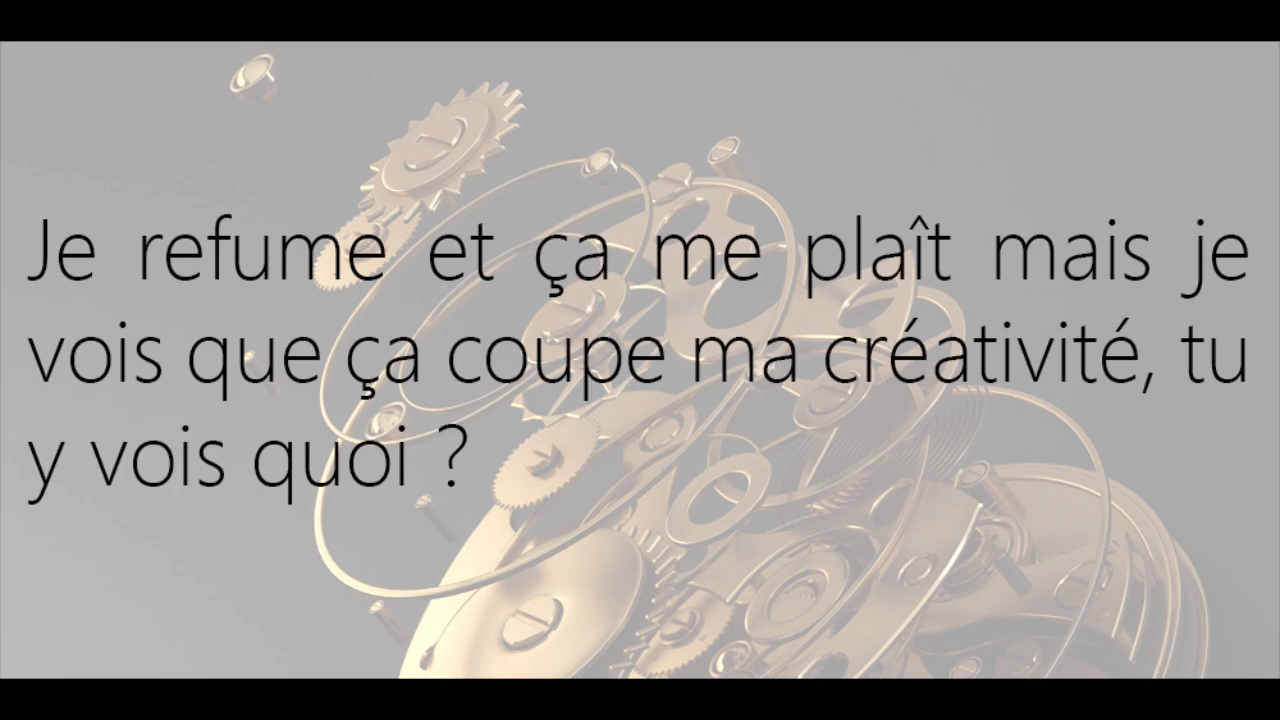 Je refume et ça me plaît mais je
vois que ça coupe ma créativité, tu
y vois quoi ?